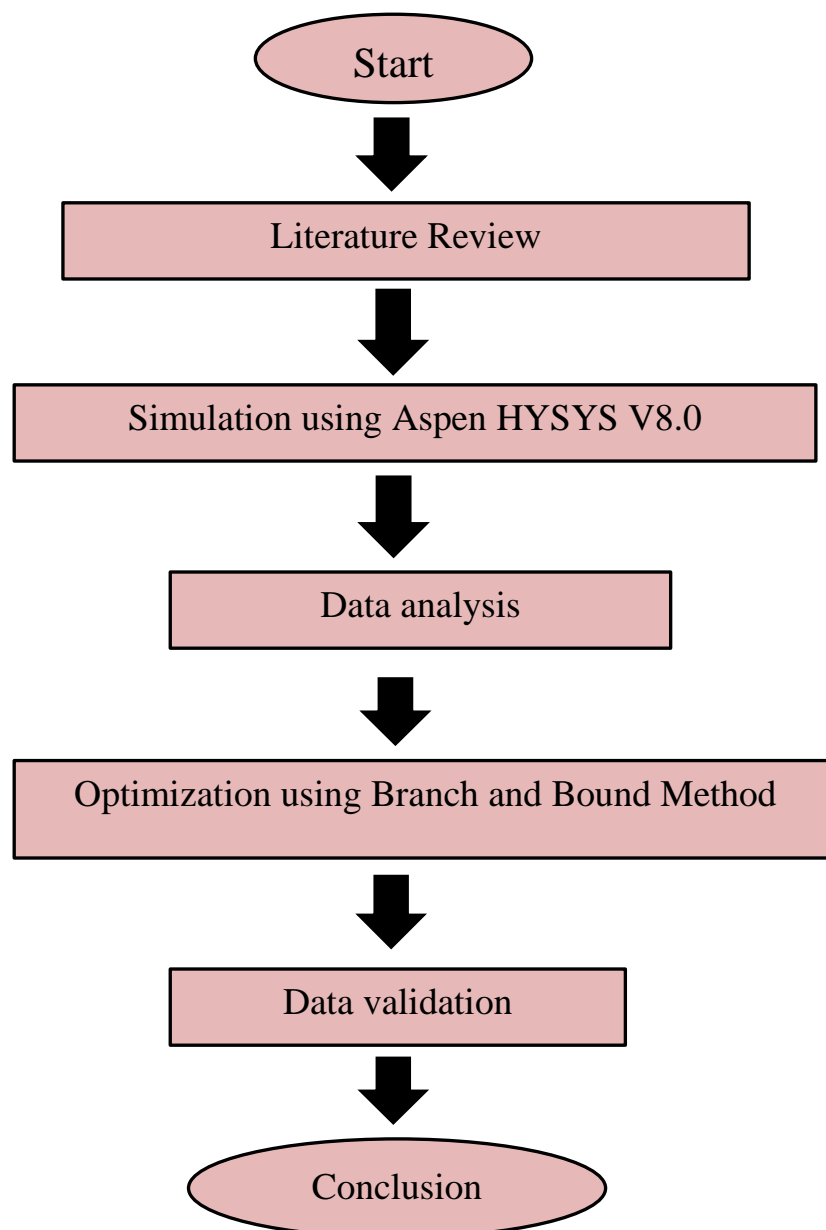 Start
Literature Review
Simulation using Aspen HYSYS V8.0
Data analysis
Optimization using Branch and Bound Method
Data validation
Conclusion